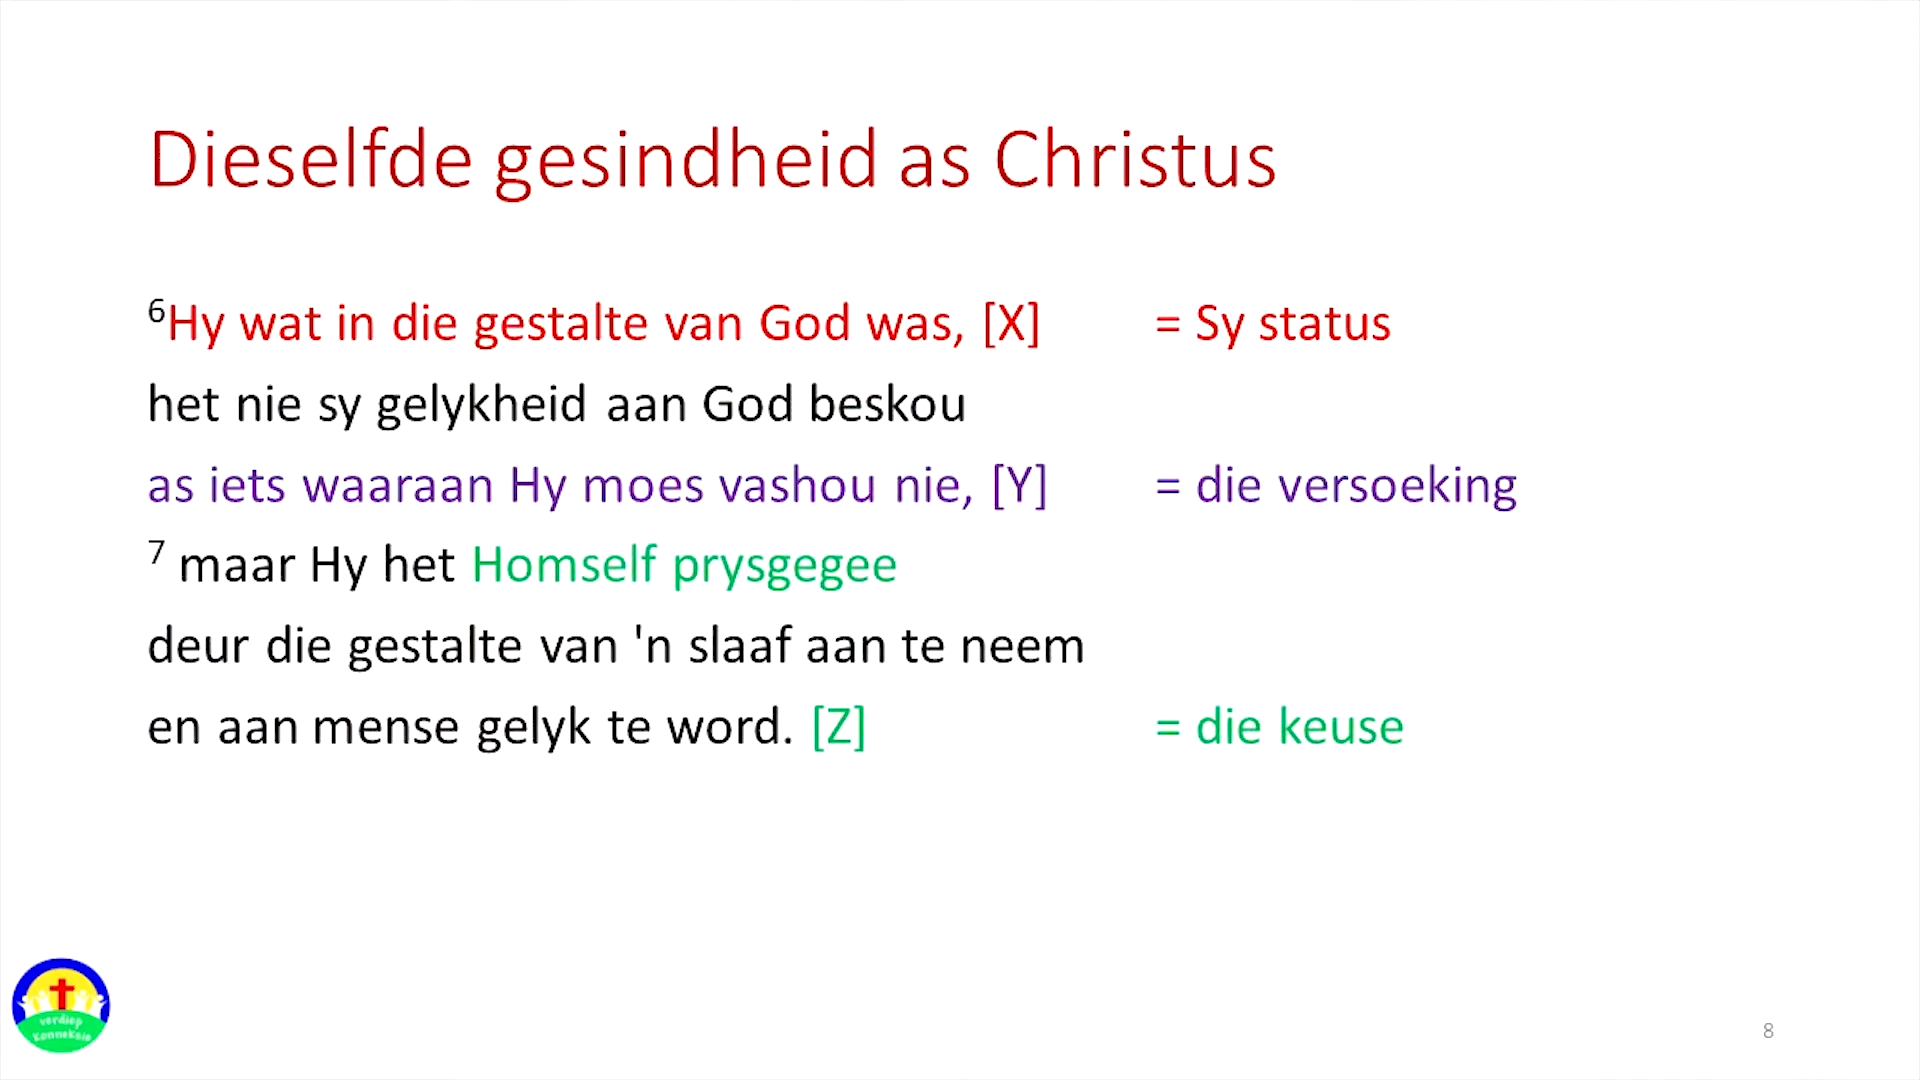 Dieselfde gesindheid as Christus
⁶Hy wat in die gestalte van God was, [X] = Sy status
het nie sy gelykheid aan God beskou
as iets waaraan Hy moes vashou nie, [Y] = die versoeking
⁷ maar Hy het Homself prysgegee
deur die gestalte van 'n slaaf aan te neem
en aan mense gelyk te word. [Z] = die keuse
verdiep
Konneksie
8